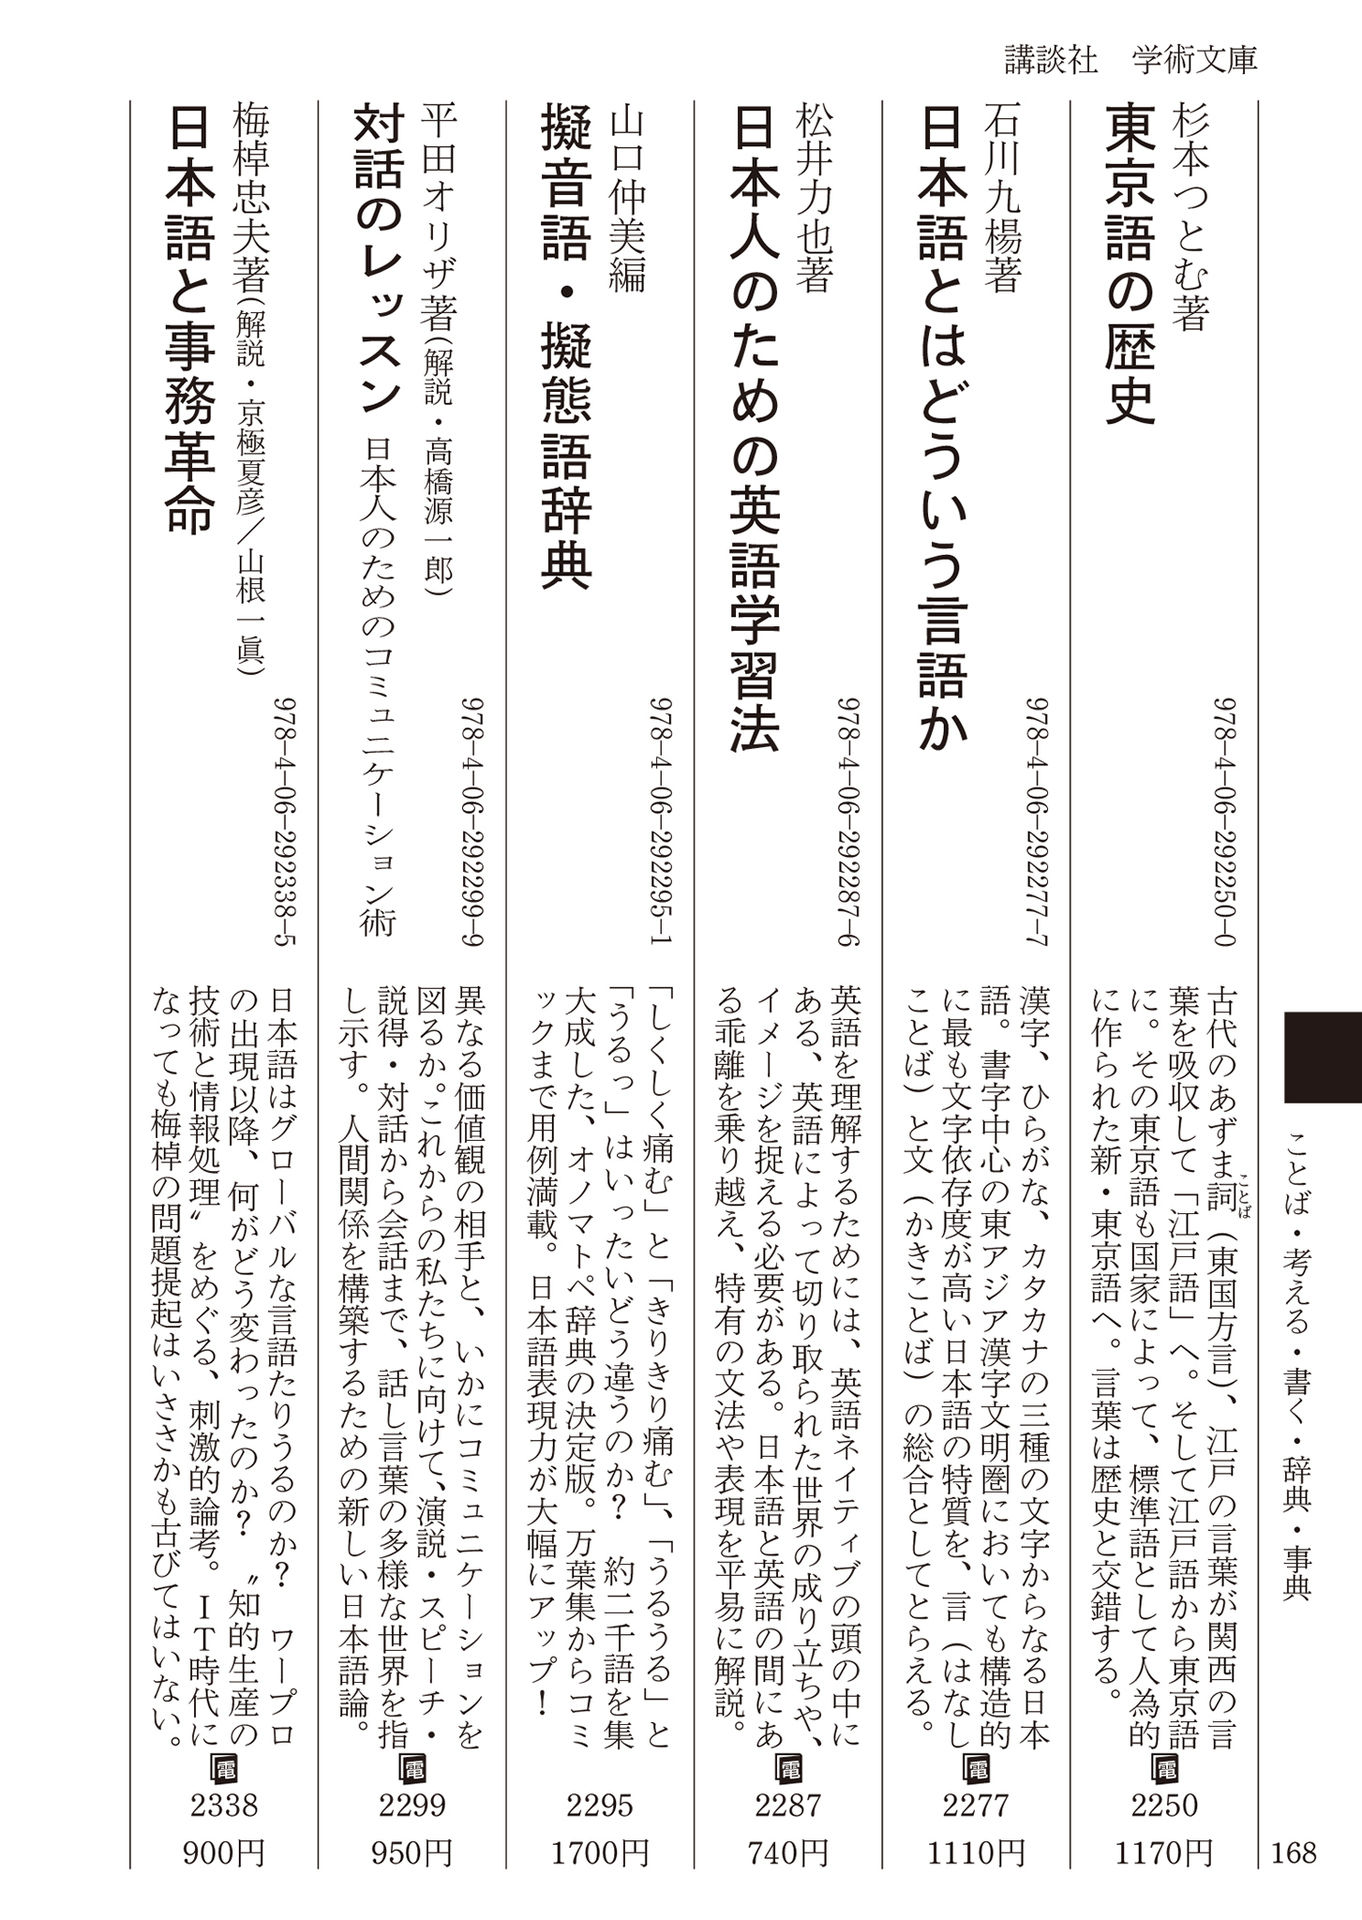 講談社　学術文庫
ことば・考える・書く・辞典・事典
168
杉本つとむ著
東京語の歴史
978-4-06-292250-0
古代のあずま詞（東国方言）、江戸の言葉が関西の言
ことば
葉を吸収して「江戸語」へ。そして江戸語から東京語
に。その東京語も国家によって、標準語として人為的
に作られた新・東京語へ。言葉は歴史と交錯する。
電
2250
1170円
石川九楊著
日本語とはどういう言語か
978-4-06-292277-7
漢字、ひらがな、カタカナの三種の文字からなる日本
語。書字中心の東アジア漢字文明圏においても構造的
に最も文字依存度が高い日本語の特質を、言（はなし
ことば）と文（かきことば）の総合としてとらえる。
電
2277
1110円
松井力也著
日本人のための英語学習法
978-4-06-292287-6
英語を理解するためには、英語ネイティブの頭の中に
ある、英語によって切り取られた世界の成り立ちや、
イメージを捉える必要がある。日本語と英語の間にあ
る乖離を乗り越え、特有の文法や表現を平易に解説。
電
2287
740円
山口仲美編
擬音語・擬態語辞典
978-4-06-292295-1
「しくしく痛む」と「きりきり痛む」、「うるうる」と
「うるっ」はいったいどう違うのか？　約二千語を集
大成した、オノマトペ辞典の決定版。万葉集からコミ
ックまで用例満載。日本語表現力が大幅にアップ！
2295
1700円
平田オリザ著（解説・高橋源一郎）
対話のレッスン 日本人のためのコミュニケーション術
978-4-06-292299-9
異なる価値観の相手と、いかにコミュニケーションを
図るか。これからの私たちに向けて、演説・スピーチ・
説得・対話から会話まで、話し言葉の多様な世界を指
し示す。人間関係を構築するための新しい日本語論。
電
2299
950円
梅棹忠夫著（解説・京極夏彦／山根一眞）
日本語と事務革命
978-4-06-292338-5
日本語はグローバルな言語たりうるのか？　ワープロ
の出現以降、何がどう変わったのか？　〝知的生産の
技術と情報処理〟をめぐる、刺激的論考。ＩＴ時代に
なっても梅棹の問題提起はいささかも古びてはいない。
電
2338
900円